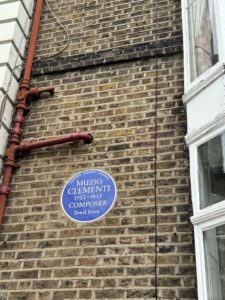 MUZIO
CLEMENTI
1752-1832
COMPOSER
lived here